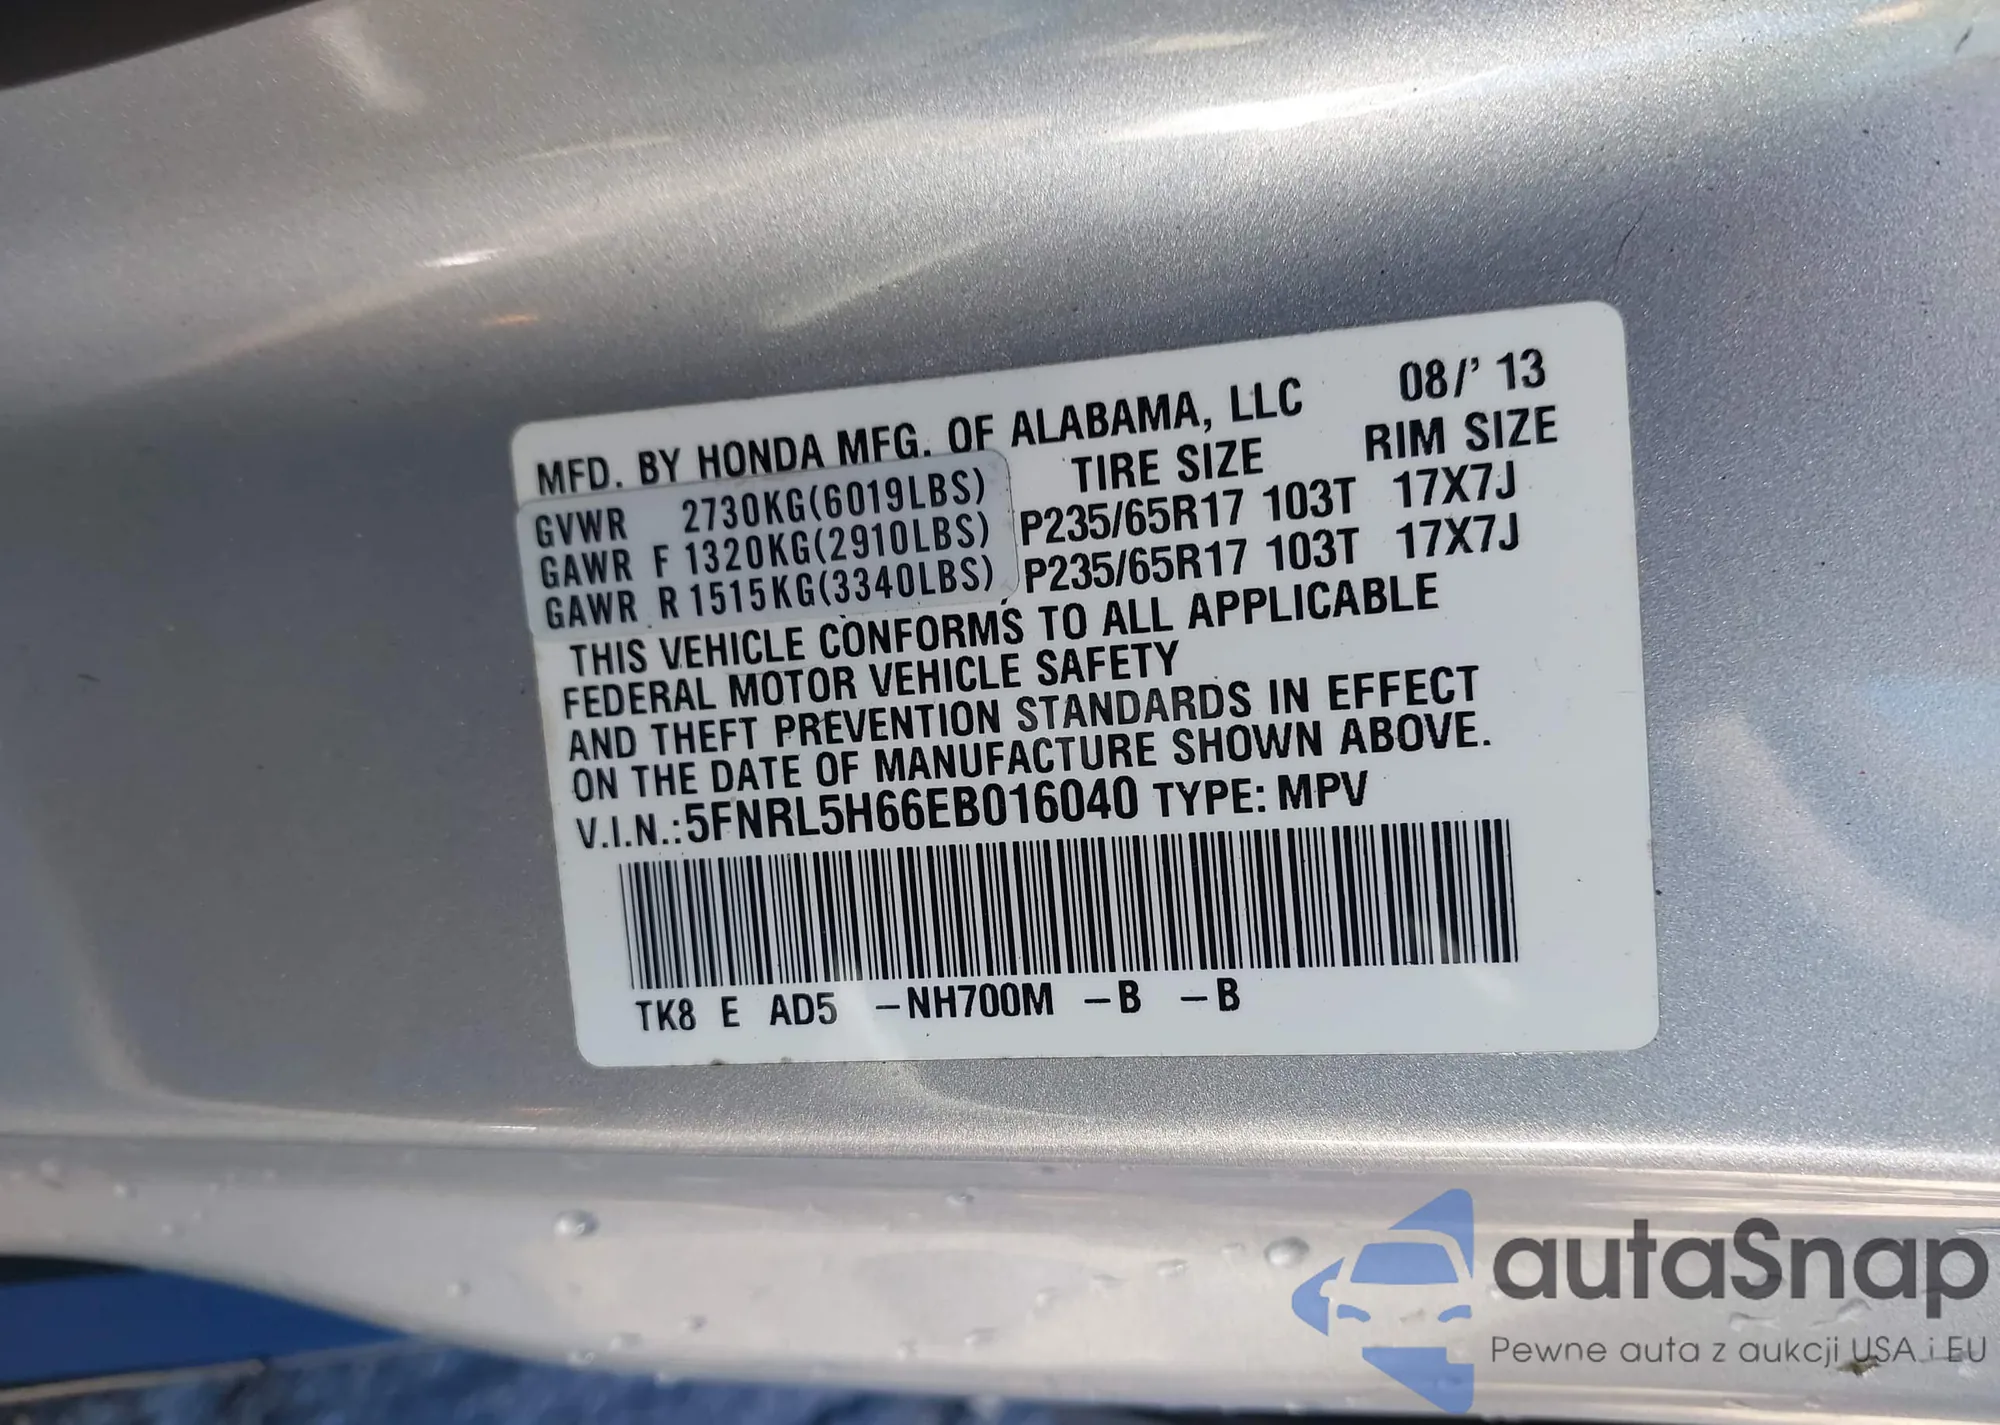 MFD. BY HONDA MFG. OF ALABAMA, LLC 08/' 13
TIRE SIZE RIM SIZE
GVWR 2730KG(6019LBS)
GAWR F 1320KG(2910LBS) P235/65R17 103T 17X7J
GAWR R 1515KG(3340LBS) P235/65R17 103T 17X7J
THIS VEHICLE CONFORMS TO ALL APPLICABLE
FEDERAL MOTOR VEHICLE SAFETY
AND THEFT PREVENTION STANDARDS IN EFFECT
ON THE DATE OF MANUFACTURE SHOWN ABOVE.
V.I.N.:5FNRL5H66EB016040 TYPE: MPV
TK8 E AD5 -NH700M -B -B
autaSnap
Pewne auta z aukcji USA i EU